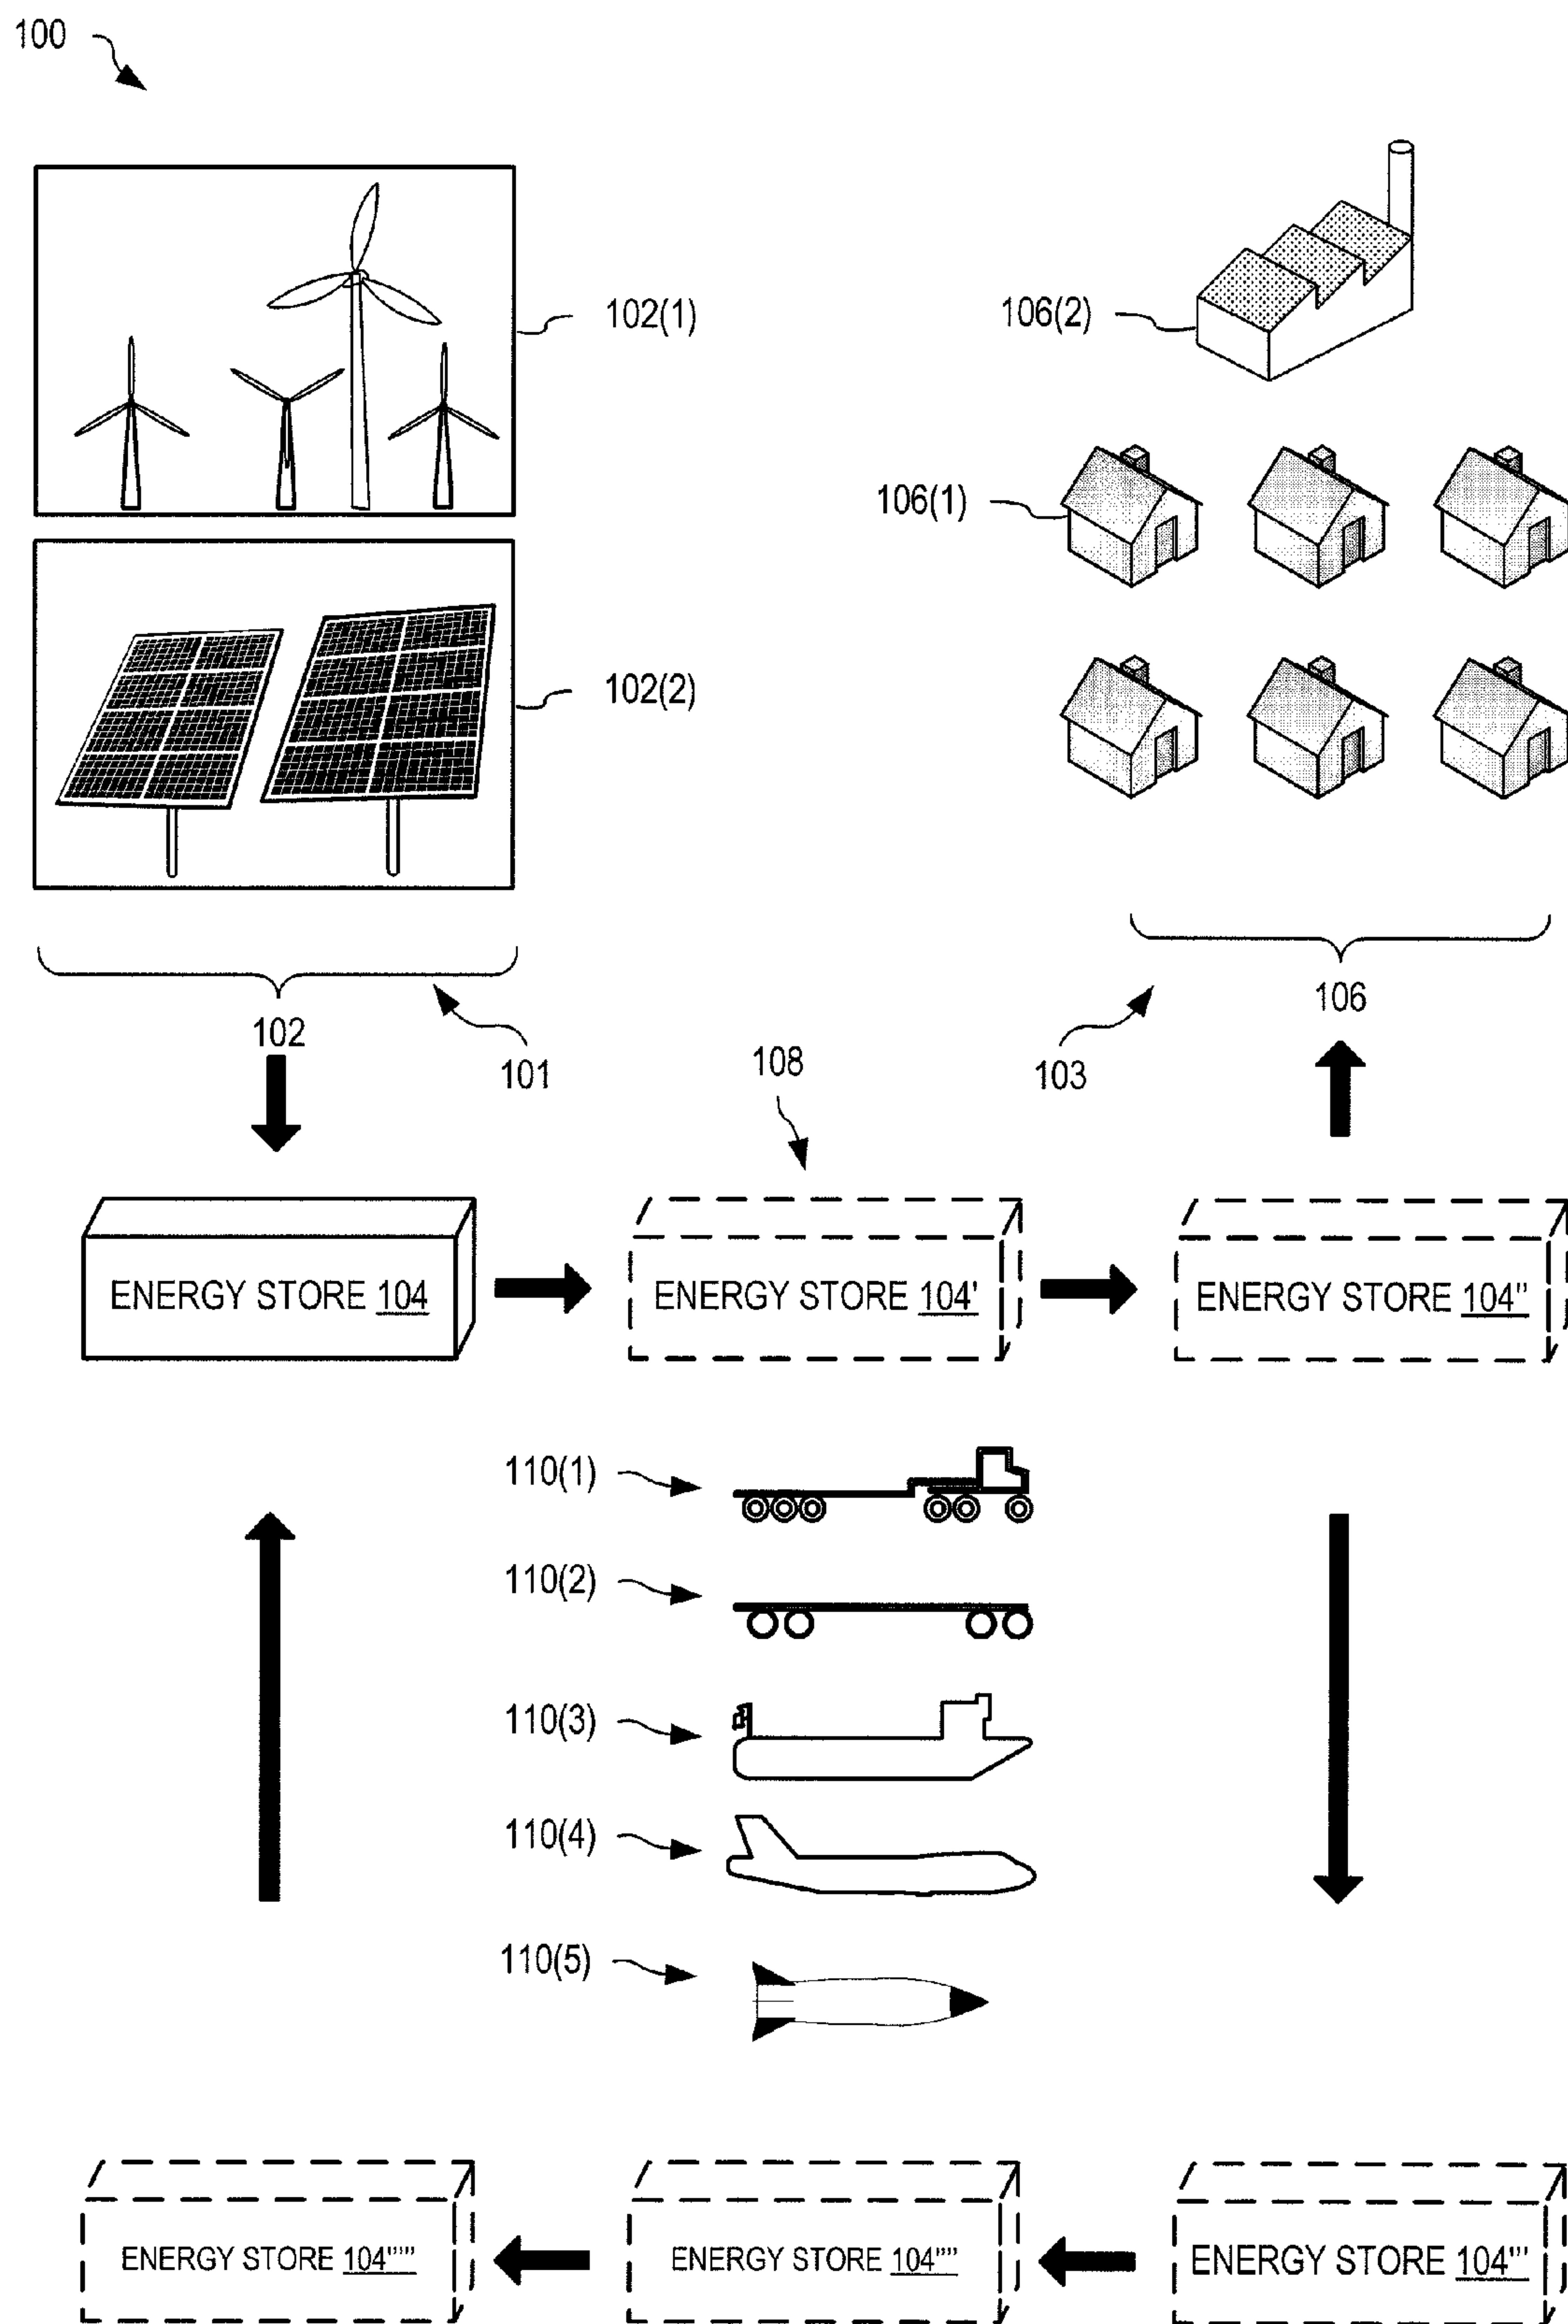 100
102(1)
106(2)
106(1)
102(2)
102
101
103
106
108
ENERGY STORE 104
ENERGY STORE 104'
ENERGY STORE 104''
110(1)
110(2)
110(3)
110(4)
110(5)
ENERGY STORE 104'''''
ENERGY STORE 104''''
ENERGY STORE 104'''